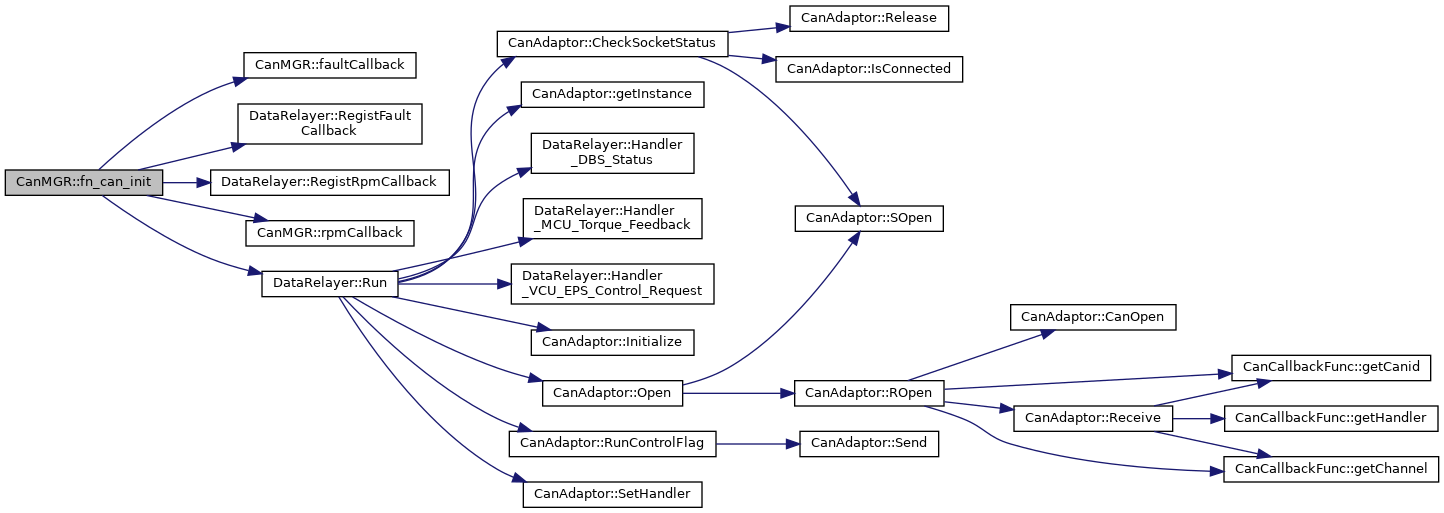 CanMGR::fn_can_init
CanMGR::faultCallback
DataRelayer::RegistFault
Callback
DataRelayer::RegistRpmCallback
CanMGR::rpmCallback
DataRelayer::Run
CanAdaptor::CheckSocketStatus
CanAdaptor::getInstance
DataRelayer::Handler
_DBS_Status
DataRelayer::Handler
_MCU_Torque_Feedback
DataRelayer::Handler
_VCU_EPS_Control_Request
CanAdaptor::Initialize
CanAdaptor::Open
CanAdaptor::RunControlFlag
CanAdaptor::SetHandler
CanAdaptor::Release
CanAdaptor::IsConnected
CanAdaptor::SOpen
CanAdaptor::ROpen
CanAdaptor::Send
CanAdaptor::CanOpen
CanAdaptor::Receive
CanCallbackFunc::getCanid
CanCallbackFunc::getHandler
CanCallbackFunc::getChannel